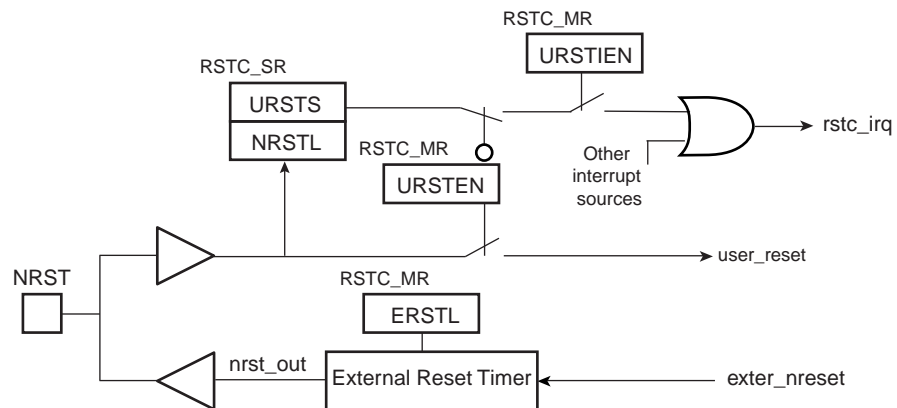 RSTC_MR
URSTIEN
RSTC_SR
URSTS
NRSTL
rstc_irq
RSTC_MR
URSTEN
Other
interrupt
sources
user_reset
NRST
RSTC_MR
ERSTL
nrst_out
External Reset Timer
exter_nreset